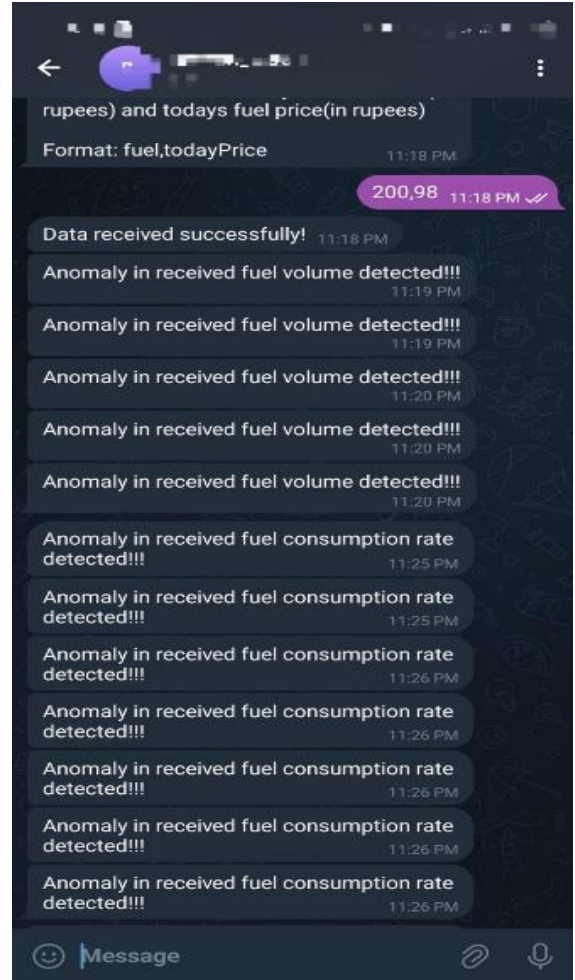 rupees) and todays fuel price(in rupees)
Format: fuel,todayPrice
11:18 PM
200,98 11:18 PM
Data received successfully! 11:18 PM
Anomaly in received fuel volume detected!!!
11:19 PM
Anomaly in received fuel volume detected!!!
11:19 PM
Anomaly in received fuel volume detected!!!
11:20 PM
Anomaly in received fuel volume detected!!!
11:20 PM
Anomaly in received fuel volume detected!!!
11:20 PM
Anomaly in received fuel consumption rate
detected!!! 11:25 PM
Anomaly in received fuel consumption rate
detected!!! 11:25 PM
Anomaly in received fuel consumption rate
detected!!! 11:26 PM
Anomaly in received fuel consumption rate
detected!!! 11:26 PM
Anomaly in received fuel consumption rate
detected!!! 11:26 PM
Anomaly in received fuel consumption rate
detected!!! 11:26 PM
Anomaly in received fuel consumption rate
detected!!! 11:26 PM
Message